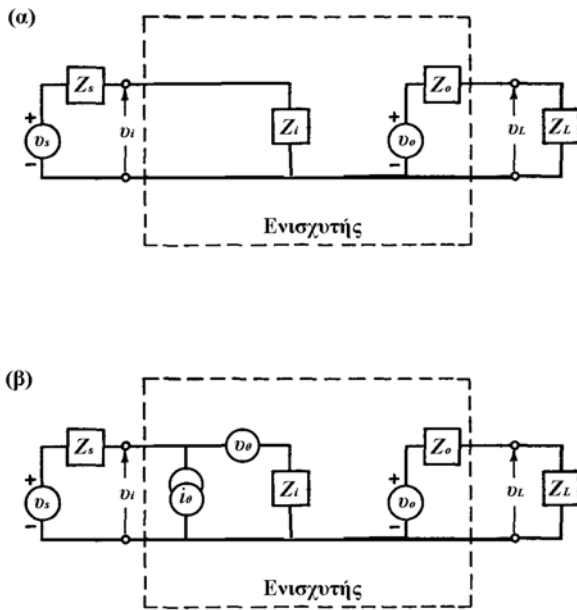 (α)
Zs Zo
+ υi Zi + υL ZL
υs υo
− −
Ενισχυτής
(β)
Zs υθ Zo
+ υi iθ Zi + υL ZL
υs υo
− −
Ενισχυτής